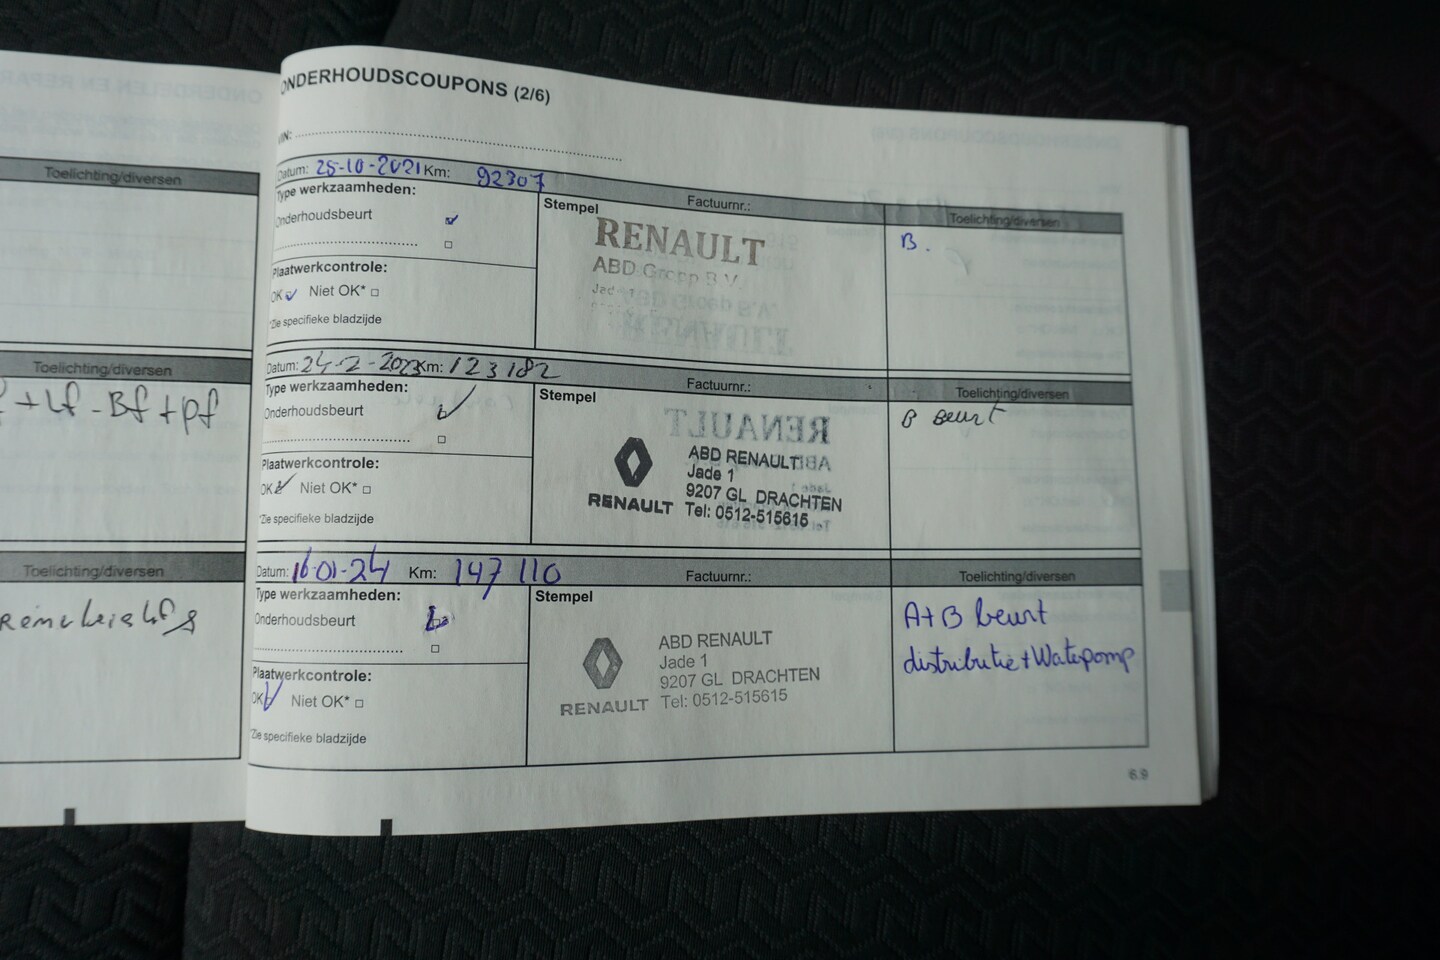 Toelichting/diversen
Toelichting/diversen
+ Lf - Bf + pf
Toelichting/diversen
ONDERHOUDSCOUPONS (2/6)
Datum: 25-10-2021 Km: 92307
Factuurnr.:
Toelichting/diversen
Type werkzaamheden:
Onderhoudsbeurt
Plaatwerkcontrole:
OK Niet OK*
*Zie specifieke bladzijde
Stempel
RENAULT
ABD Groep B.V.
B.
Datum: 24-2-2023 Km: 123182
Factuurnr.:
Toelichting/diversen
Type werkzaamheden:
Onderhoudsbeurt
Plaatwerkcontrole:
OK Niet OK*
*Zie specifieke bladzijde
Stempel
RENAULT
ABD RENAULT
Jade 1
9207 GL DRACHTEN
Tel: 0512-515615
B beurt
Datum: 16-01-24 Km: 147 110
Factuurnr.:
Toelichting/diversen
Type werkzaamheden:
Onderhoudsbeurt
Plaatwerkcontrole:
OK Niet OK*
*Zie specifieke bladzijde
Stempel
RENAULT
ABD RENAULT
Jade 1
9207 GL DRACHTEN
Tel: 0512-515615
A+B beurt
distributie + Waterpomp
6.9